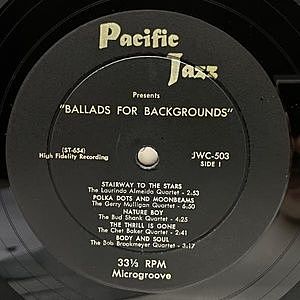 Pacific
Jazz
Presents
"BALLADS FOR BACKGROUNDS"
(ST-654)
High Fidelity Recording
JWC-503
SIDE 1
STAIRWAY TO THE STARS
The Laurindo Almeida Quartet - 2:53
POLKA DOTS AND MOONBEAMS
The Gerry Mulligan Quartet - 6:50
NATURE BOY
The Bud Shank Quartet - 4:25
THE THRILL IS GONE
The Chet Baker Quartet - 2:41
BODY AND SOUL
The Bob Brookmeyer Quartet - 3:17
33⅓ RPM
Microgroove